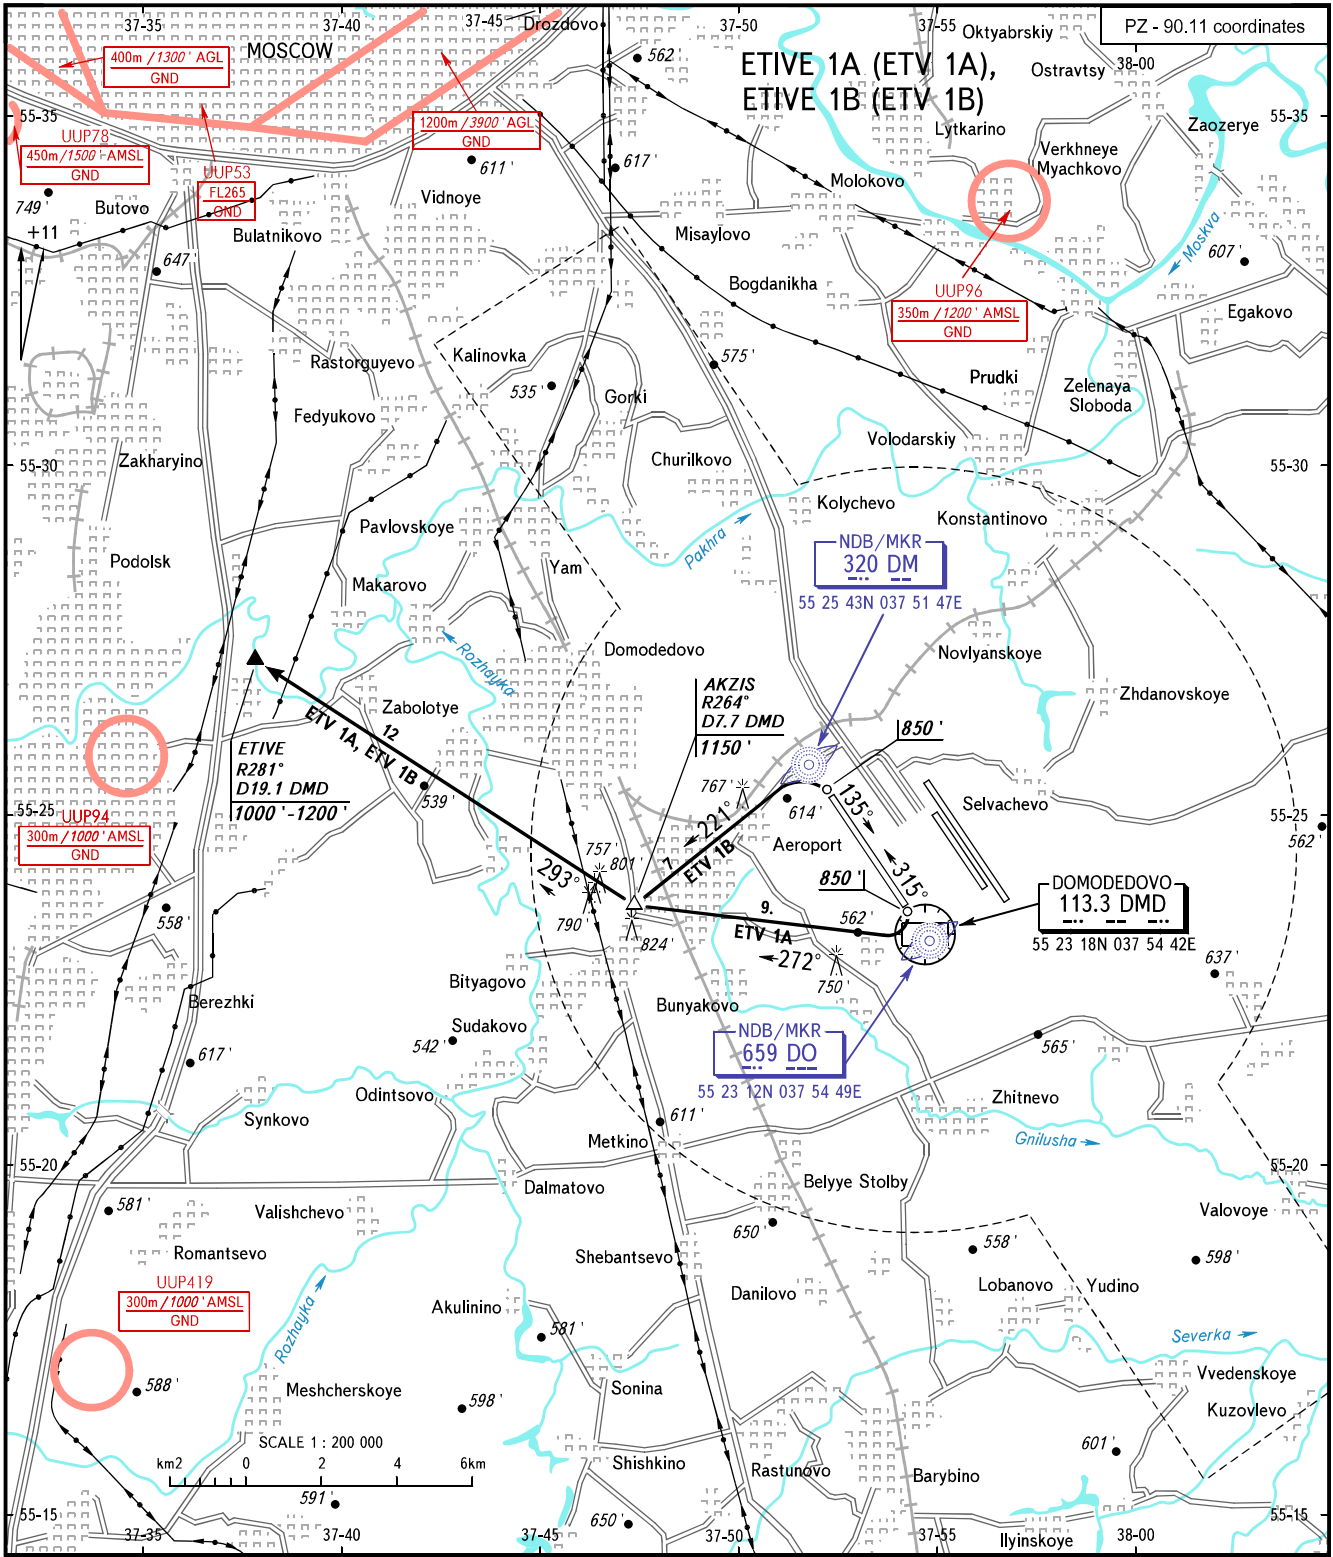 37-35
37-40
37-45
37-50
37-55
38-00
PZ - 90.11 coordinates
ETIVE 1A (ETV 1A),
ETIVE 1B (ETV 1B)
MOSCOW
Drozdovo
562'
Oktyabrskiy
Ostravtsy
400m /1300' AGL
GND
55-35
55-35
UUP78
450m/1500' AMSL
GND
1200m/3900' AGL
GND
611'
617'
Lytkarino
Verkhneye
Myachkovo
Zaozerye
UUP53
FL265
GND
749'
Butovo
Vidnoye
Molokovo
+11
Bulatnikovo
Misaylovo
Moskva
647'
607'
Bogdanikha
UUP96
350m /1200' AMSL
GND
Egakovo
Rastorguyevo
Kalinovka
575'
535'
Gorki
Prudki
Zelenaya
Sloboda
Fedyukovo
Volodarskiy
Zakharyino
55-30
Churilkovo
55-30
Kolychevo
Konstantinovo
Pavlovskoye
Pakhra
NDB/MKR
320 DM
55 25 43N 037 51 47E
Podolsk
Yam
Makarovo
Rozhayka
Domodedovo
Novlyanskoye
Zhdanovskoye
AKZIS
R264°
D7.7 DMD
1150'
Zabolotye
12
ETV 1A, ETV 1B
850'
ETIVE
R281°
D19.1 DMD
1000'-1200'
539'
767'
614'
135°
Selvachevo
UUP94
300m/1000' AMSL
GND
55-25
55-25
562'
221°
7
ETV 1B
Aeroport
757'
801'
293°
315°
850'
DOMODEDOVO
113.3 DMD
55 23 18N 037 54 42E
790'
824'
9.
ETV 1A
562'
272°
750'
558'
637'
Bityagovo
Berezhki
Bunyakovo
Sudakovo
542'
NDB/MKR
659 DO
55 23 12N 037 54 49E
565'
617'
Odintsovo
Synkovo
611'
Zhitnevo
Metkino
Gnilusha
55-20
55-20
Dalmatovo
Belyye Stolby
581'
Valishchevo
650'
Valovoye
Romantsevo
Shebantsevo
558'
598'
UUP419
300m/1000' AMSL
GND
Danilovo
Lobanovo
Yudino
Akulinino
Rozhayka
581'
Severka
588'
Meshcherskoye
Sonina
Vvedenskoye
598'
Kuzovlevo
SCALE 1 : 200 000
km2 0 2 4 6km
601'
Shishkino
Rastunovo
Barybino
591'
650'
55-15
55-15
37-35
37-40
37-45
37-50
37-55
38-00
Ilyinskoye